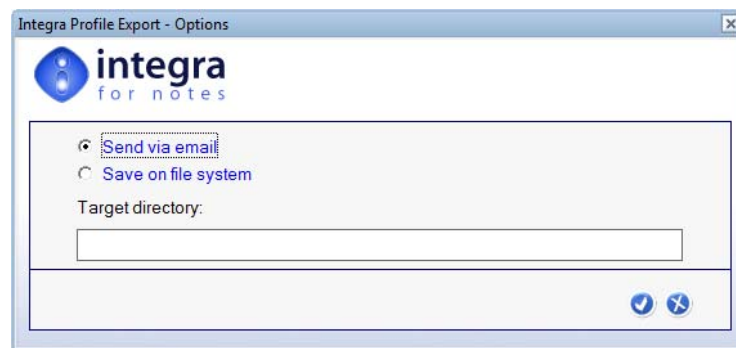 Integra Profile Export - Options
integra
for notes
Send via email
Save on file system
Target directory: